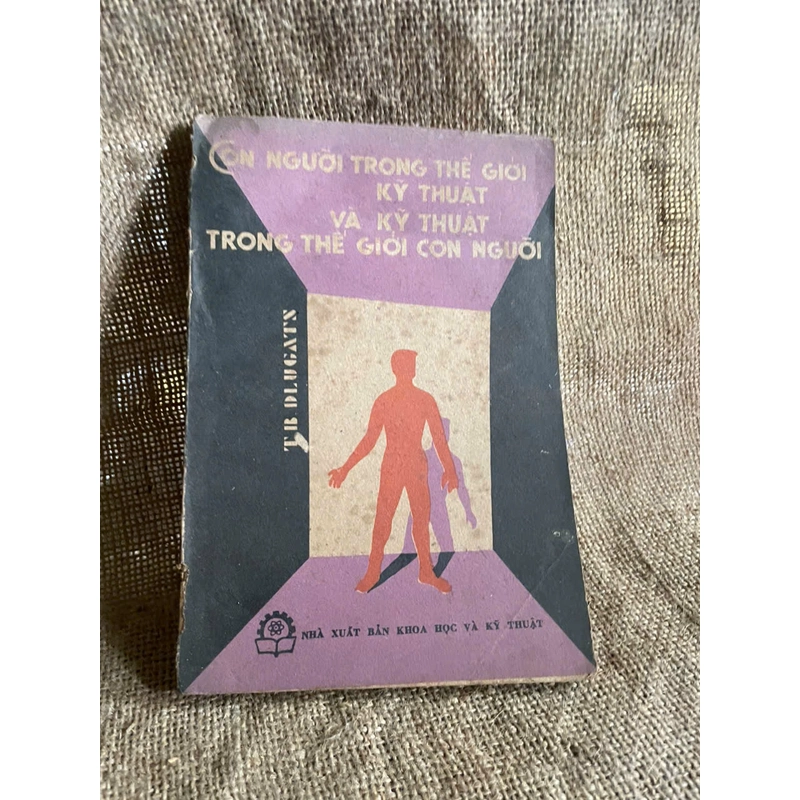 CON NGƯỜI TRONG THẾ GIỚI
KỸ THUẬT
VÀ KỸ THUẬT
TRONG THẾ GIỚI CON NGƯỜI
T.B. DLUGATS
NHÀ XUẤT BẢN KHOA HỌC VÀ KỸ THUẬT